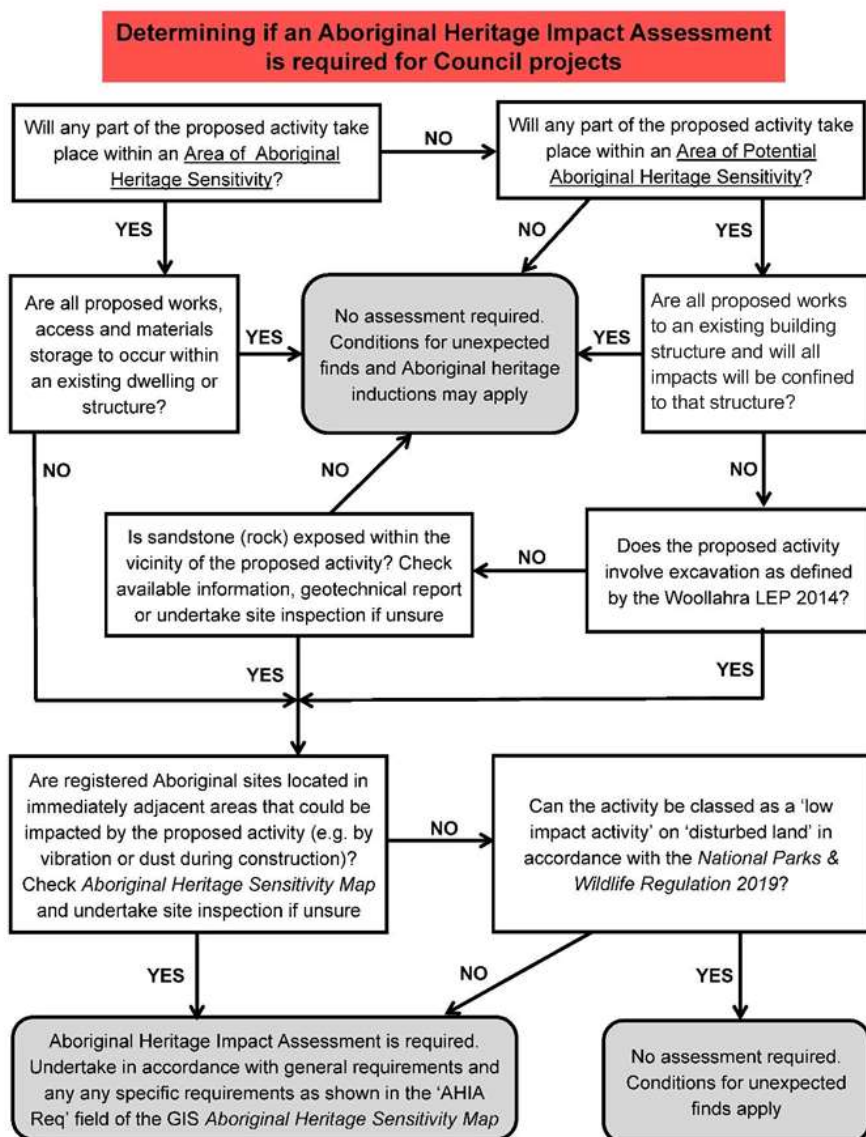 Determining if an Aboriginal Heritage Impact Assessment
is required for Council projects
Will any part of the proposed activity take
place within an Area of Aboriginal
Heritage Sensitivity?
NO
Will any part of the proposed activity take
place within an Area of Potential
Aboriginal Heritage Sensitivity?
YES
NO
YES
Are all proposed works,
access and materials
storage to occur within
an existing dwelling or
structure?
YES
No assessment required.
Conditions for unexpected
finds and Aboriginal heritage
inductions may apply
YES
Are all proposed works
to an existing building
structure and will all
impacts will be confined
to that structure?
NO
NO
NO
Is sandstone (rock) exposed within the
vicinity of the proposed activity? Check
available information, geotechnical report
or undertake site inspection if unsure
NO
Does the proposed activity
involve excavation as defined
by the Woollahra LEP 2014?
YES
YES
Are registered Aboriginal sites located in
immediately adjacent areas that could be
impacted by the proposed activity (e.g. by
vibration or dust during construction)?
Check Aboriginal Heritage Sensitivity Map
and undertake site inspection if unsure
NO
Can the activity be classed as a ‘low
impact activity’ on ‘disturbed land’ in
accordance with the National Parks &
Wildlife Regulation 2019?
YES
NO
YES
Aboriginal Heritage Impact Assessment is required.
Undertake in accordance with general requirements and
any any specific requirements as shown in the ‘AHIA
Req’ field of the GIS Aboriginal Heritage Sensitivity Map
No assessment required.
Conditions for unexpected
finds apply